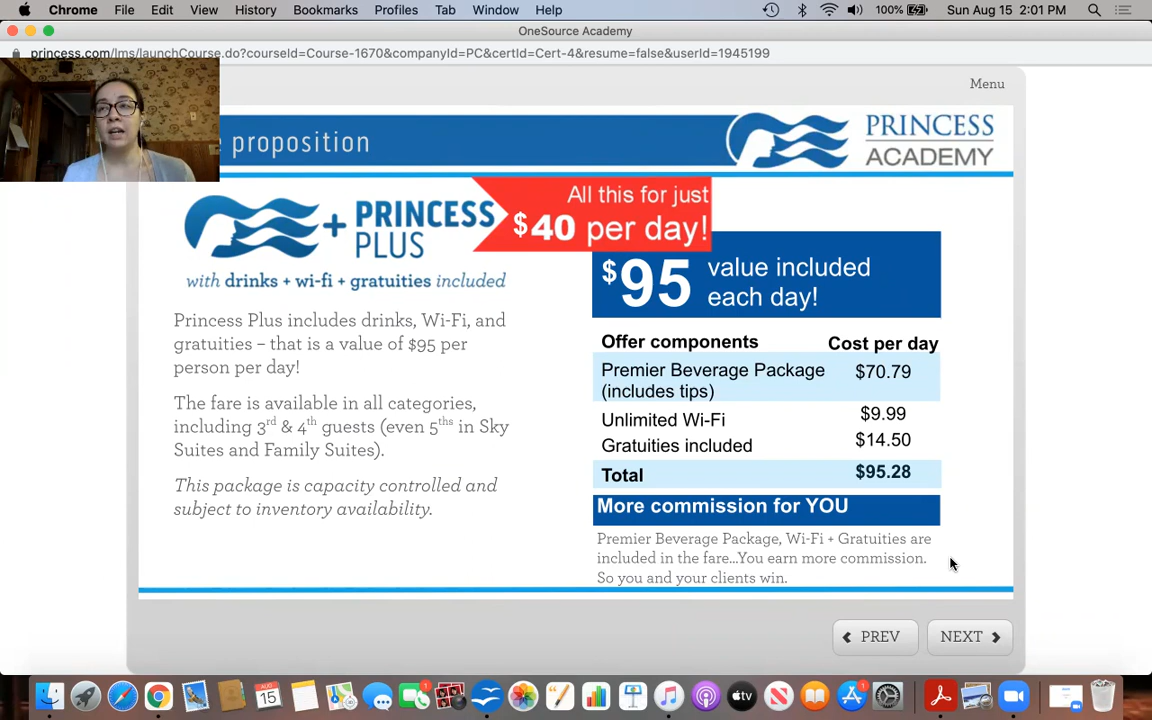 Chrome File Edit View History Bookmarks Profiles Tab Window Help 100% Sun Aug 15 2:01 PM
OneSource Academy
princess.com/lms/launchCourse.do?courseId=Course-1670&companyId=PC&certId=Cert-4&resume=false&userId=1945199
Menu
proposition
PRINCESS
ACADEMY
+ PRINCESS
PLUS
with drinks + wi-fi + gratuities included
All this for just
$40 per day!
$95 value included
each day!
Princess Plus includes drinks, Wi-Fi, and
gratuities – that is a value of $95 per
person per day!
The fare is available in all categories,
including 3rd & 4th guests (even 5ths in Sky
Suites and Family Suites).
This package is capacity controlled and
subject to inventory availability.
Offer components Cost per day
Premier Beverage Package $70.79
(includes tips)
Unlimited Wi-Fi $9.99
Gratuities included $14.50
Total $95.28
More commission for YOU
Premier Beverage Package, Wi-Fi + Gratuities are
included in the fare...You earn more commission.
So you and your clients win.
PREV NEXT
AUG
15
1
tv
1